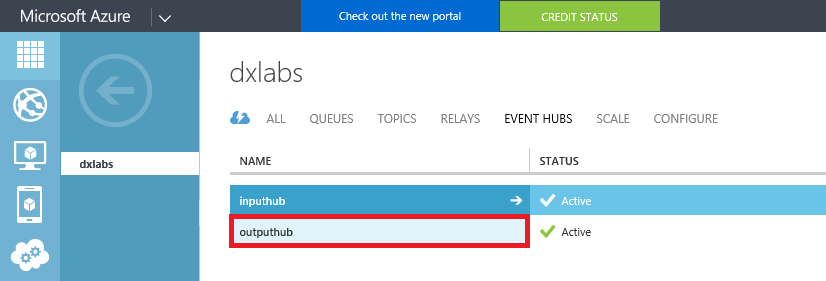 Microsoft Azure Check out the new portal CREDIT STATUS
dxlabs
ALL QUEUES TOPICS RELAYS EVENT HUBS SCALE CONFIGURE
dxlabs
NAME STATUS
inputhub Active
outputhub Active